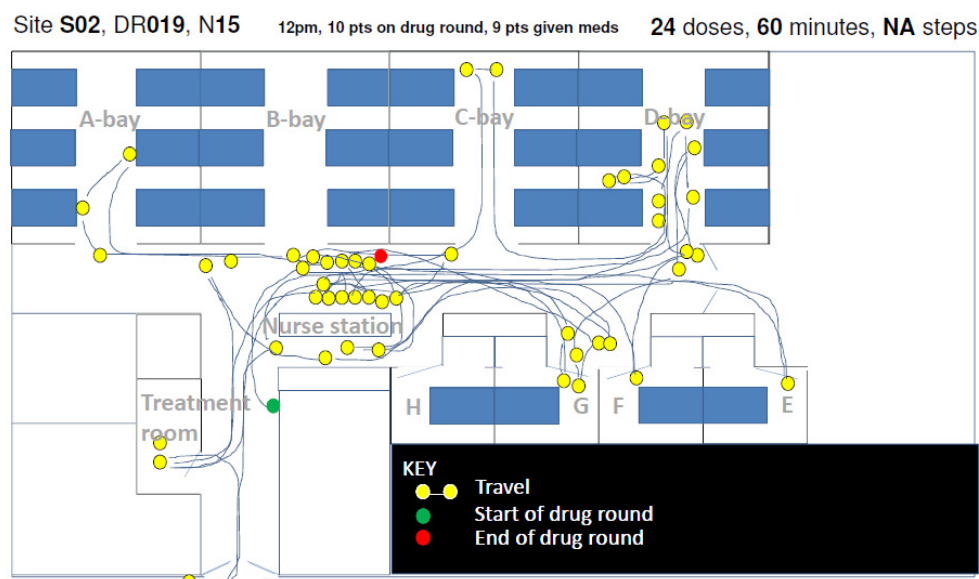 Site S02, DR019, N15 12pm, 10 pts on drug round, 9 pts given meds 24 doses, 60 minutes, NA steps
A-bay B-bay C-bay D-bay
Nurse station
Treatment
room
H G F E
KEY
Travel
Start of drug round
End of drug round